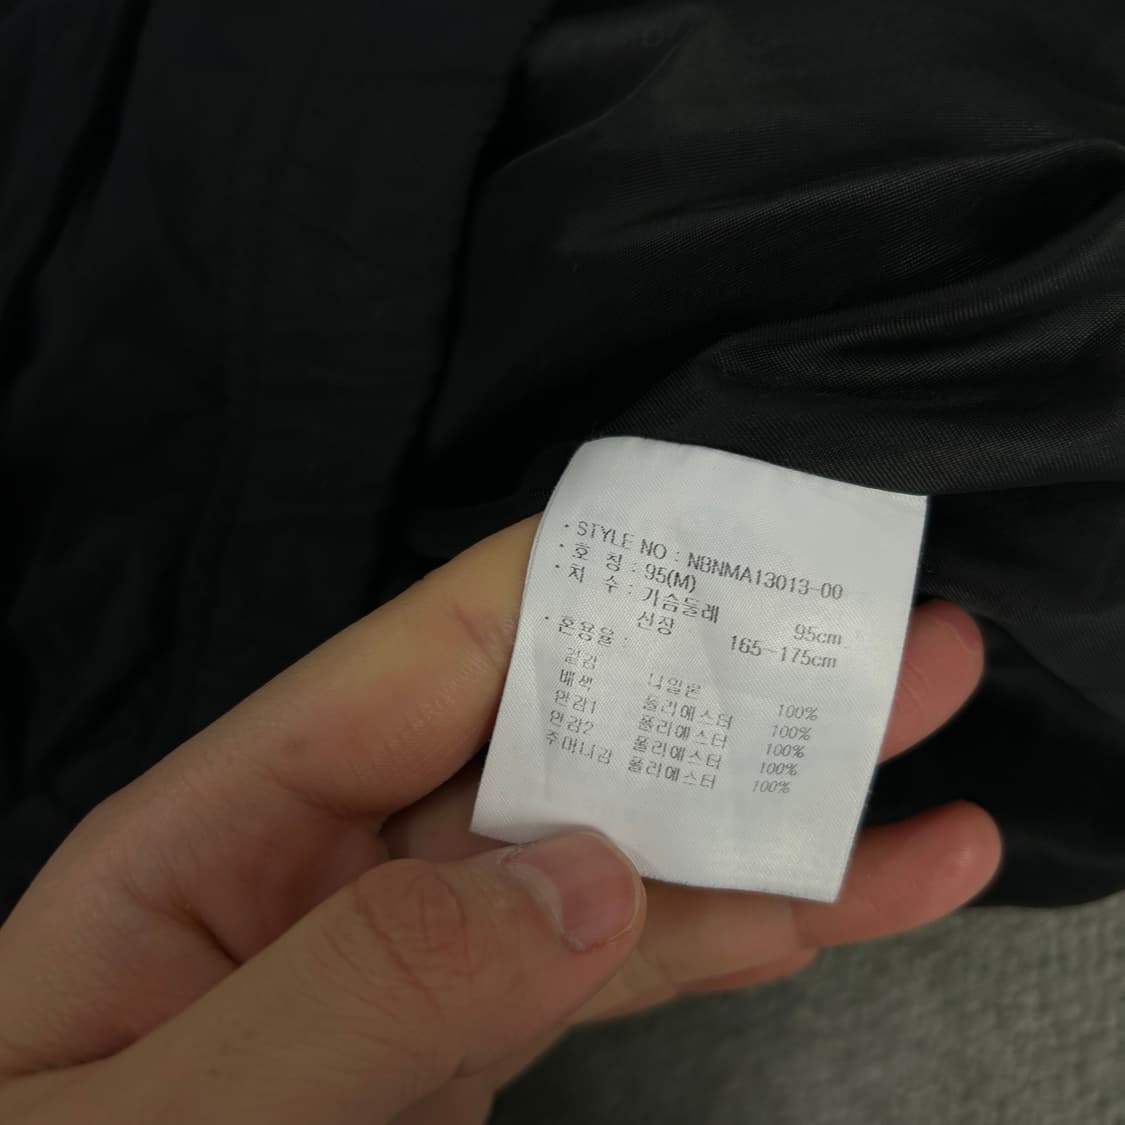 · STYLE NO : NBNMA13013-00
· 호 칭 : 95(M)
· 치 수 : 가슴둘레 95cm
신장 165~175cm
· 혼용율 :
겉감 나일론 100%
배색 폴리에스터 100%
안감1 폴리에스터 100%
안감2 폴리에스터 100%
주머니감 폴리에스터 100%